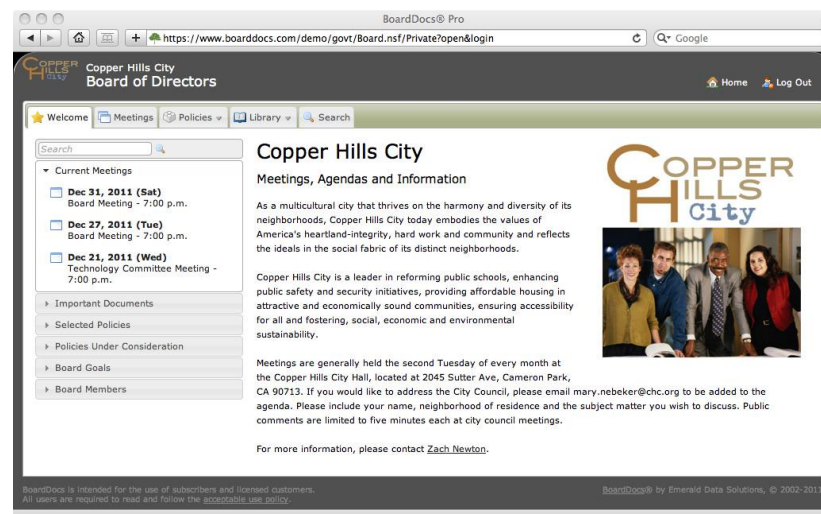 BoardDocs® Pro
https://www.boarddocs.com/demo/govt/Board.nsf/Private?open&login
Google
COPPER HILLS City
Copper Hills City
Board of Directors
Home
Log Out
Welcome
Meetings
Policies
Library
Search
Search
Current Meetings
Dec 31, 2011 (Sat)
Board Meeting - 7:00 p.m.
Dec 27, 2011 (Tue)
Board Meeting - 7:00 p.m.
Dec 21, 2011 (Wed)
Technology Committee Meeting -
7:00 p.m.
Important Documents
Selected Policies
Policies Under Consideration
Board Goals
Board Members
Copper Hills City
Meetings, Agendas and Information
As a multicultural city that thrives on the harmony and diversity of its
neighborhoods, Copper Hills City today embodies the values of
America's heartland-integrity, hard work and community and reflects
the ideals in the social fabric of its distinct neighborhoods.
Copper Hills City is a leader in reforming public schools, enhancing
public safety and security initiatives, providing affordable housing in
attractive and economically sound communities, ensuring accessibility
for all and fostering, social, economic and environmental
sustainability.
Meetings are generally held the second Tuesday of every month at
the Copper Hills City Hall, located at 2045 Sutter Ave, Cameron Park,
CA 90713. If you would like to address the City Council, please email mary.nebeker@chc.org to be added to the
agenda. Please include your name, neighborhood of residence and the subject matter you wish to discuss. Public
comments are limited to five minutes each at city council meetings.
For more information, please contact Zach Newton.
COPPER
HILLS
City
BoardDocs is intended for the use of subscribers and licensed customers.
All users are required to read and follow the acceptable use policy.
BoardDocs® by Emerald Data Solutions, © 2002-2011